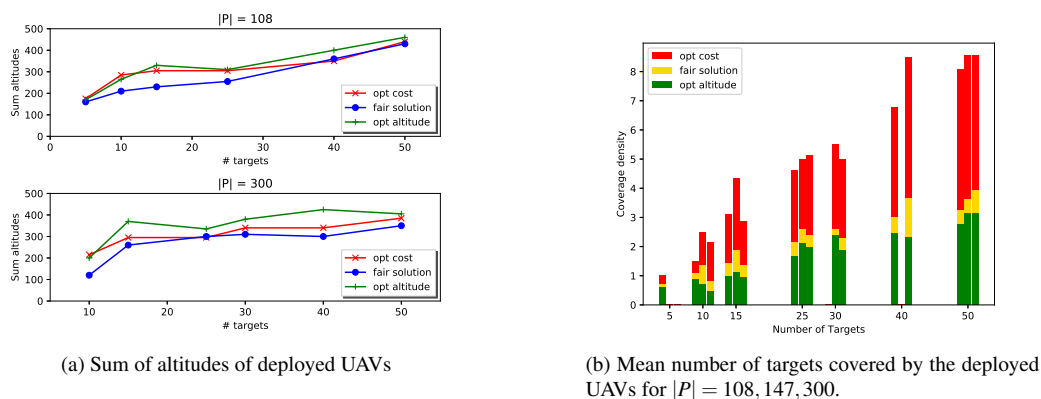 |P| = 108
500
400
300
200
100
0
Sum altitudes
opt cost
fair solution
opt altitude
0
10
20
30
40
50
# targets
|P| = 300
500
400
300
200
100
0
Sum altitudes
opt cost
fair solution
opt altitude
10
20
30
40
50
# targets
(a) Sum of altitudes of deployed UAVs
opt cost
fair solution
opt altitude
8
7
6
5
4
3
2
1
0
Coverage density
5
10
15
25
30
40
50
Number of Targets
(b) Mean number of targets covered by the deployed
UAVs for |P| = 108, 147, 300.